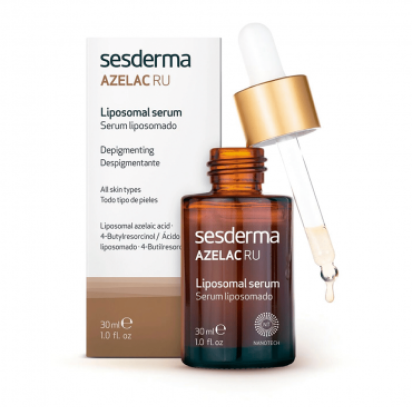 sesderma
AZELAC RU
Liposomal serum
Serum liposomado
Depigmenting
Despigmentante
All skin types
Todo tipo de pieles
Liposomal azelaic acid ·
4-Butylresorcinol / Ácido
liposomado · 4-Butilresorc
30 ml e
1.0 fl. oz
sesderma
AZELAC RU
Liposomal serum
Serum liposomado
30 ml e
1.0 fl. oz
NANOTECH